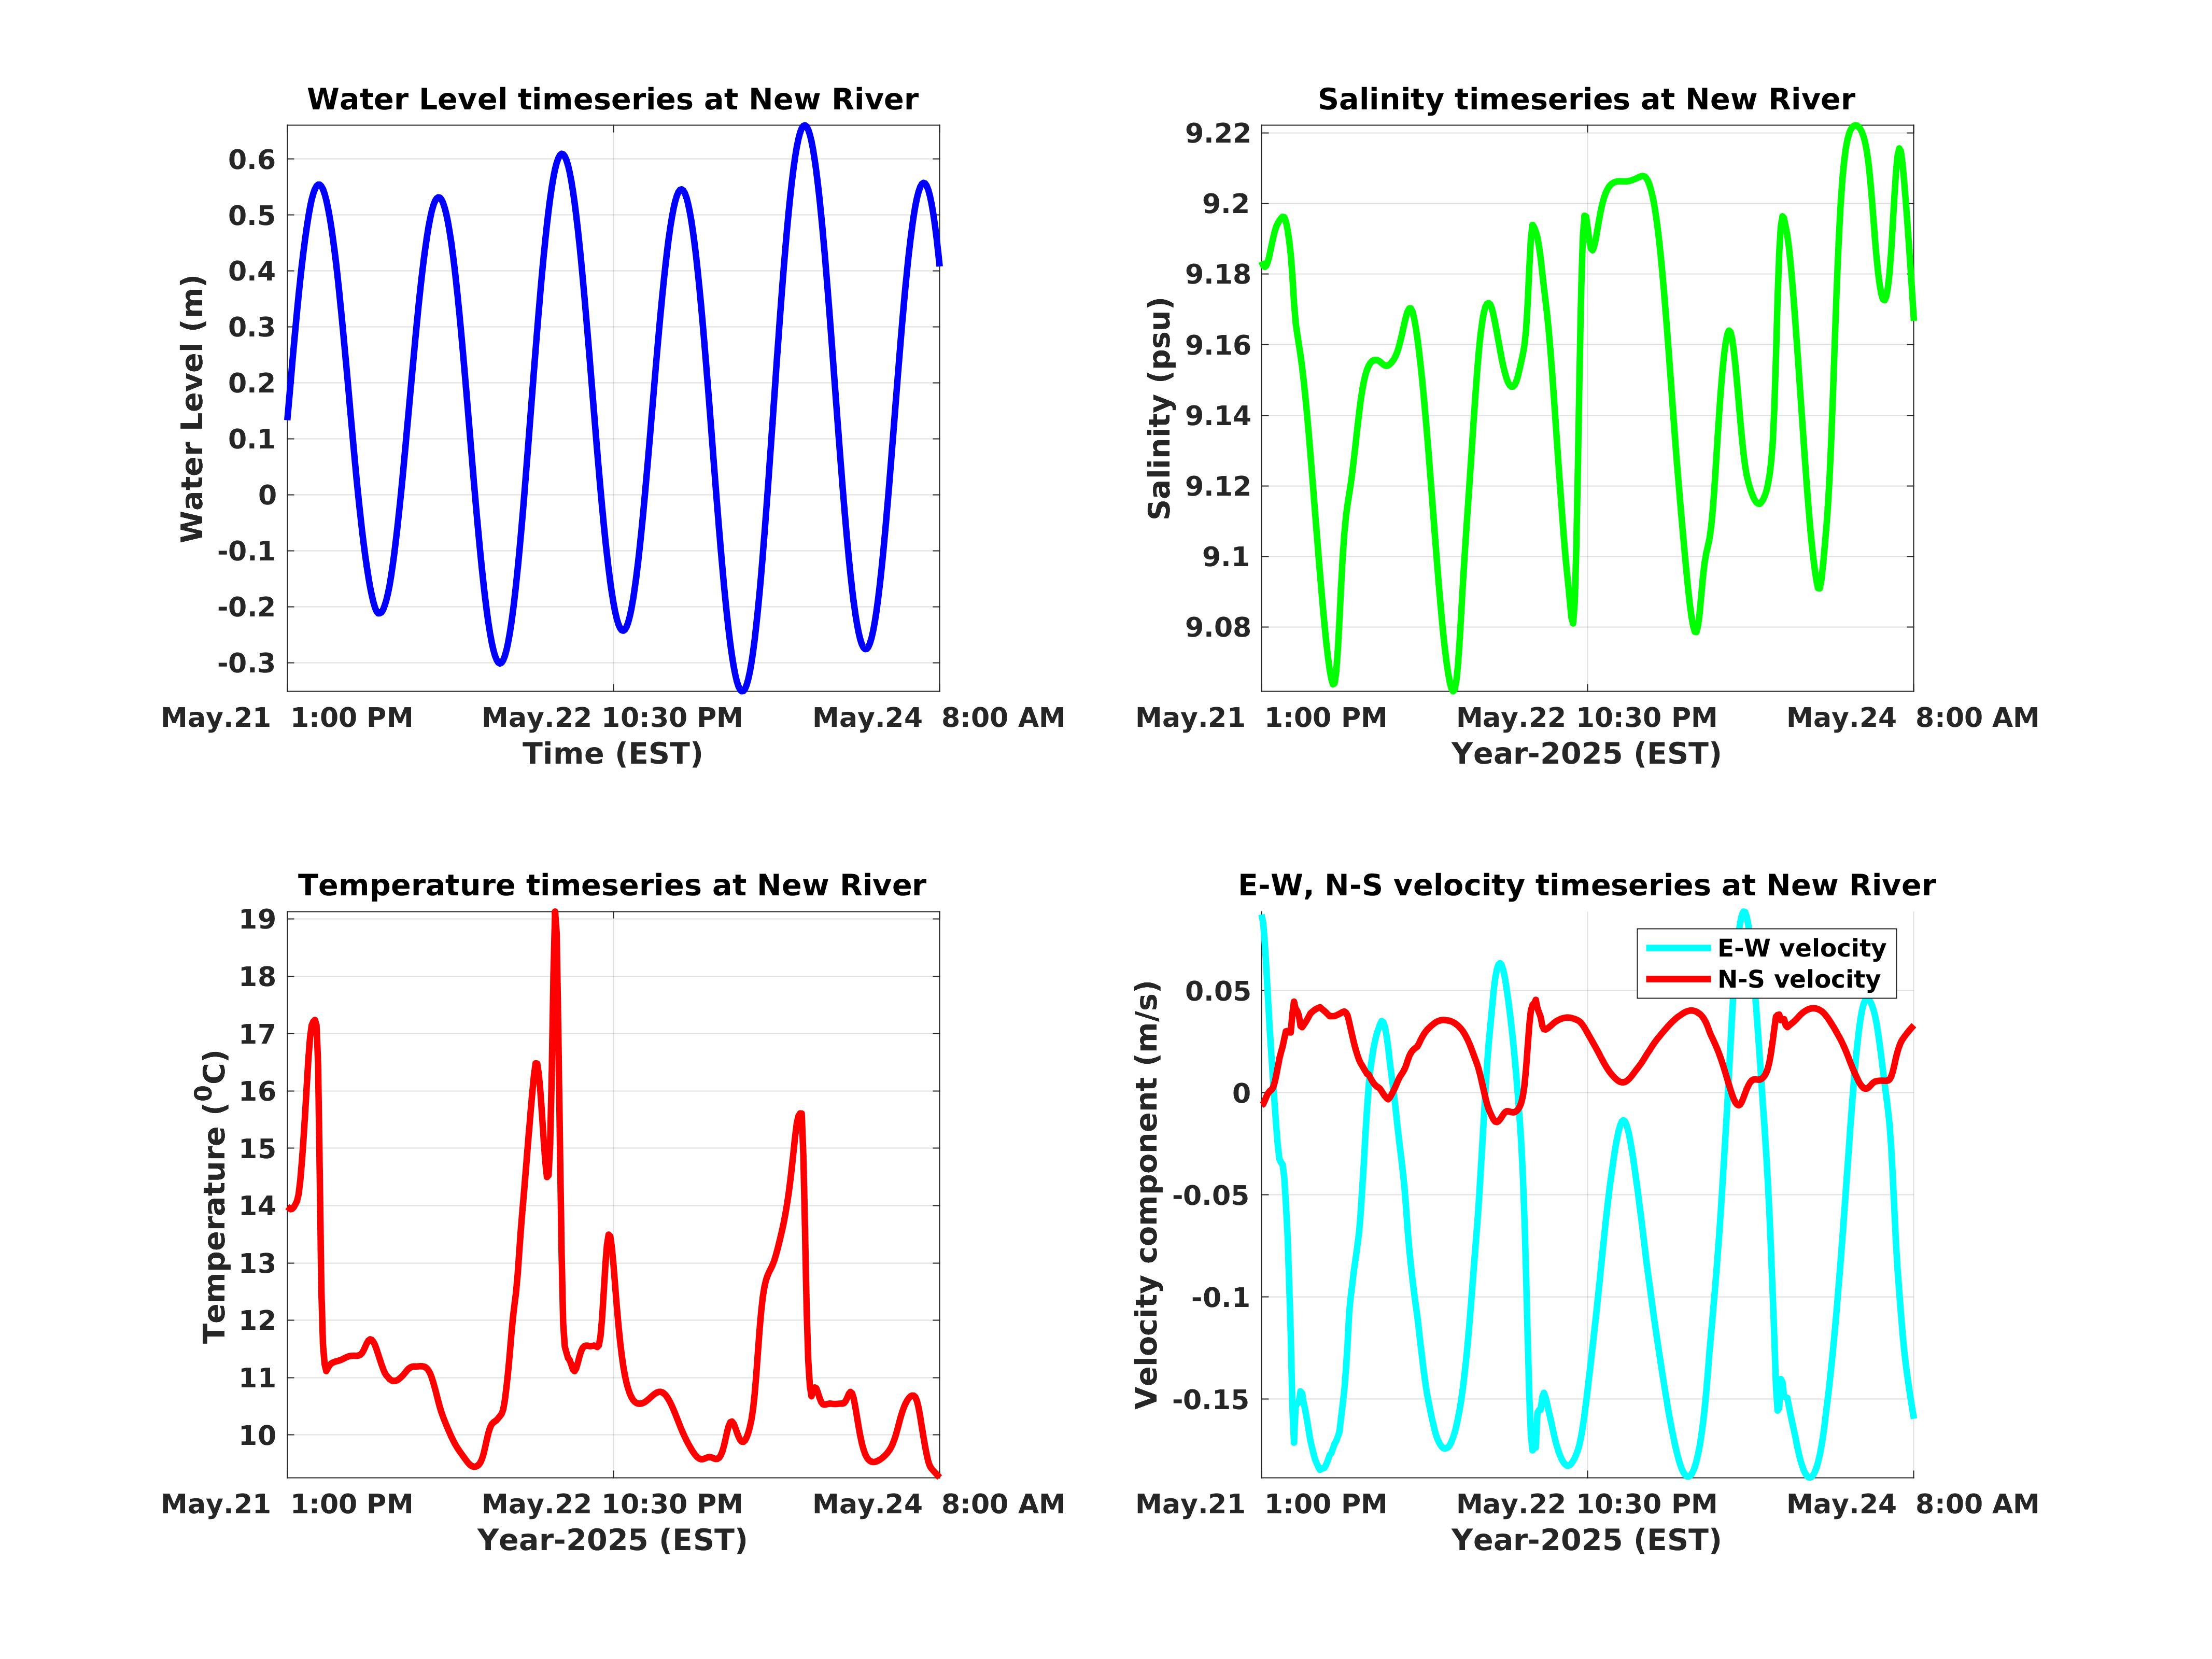 Water Level timeseries at New River
Water Level (m)
0.6
0.5
0.4
0.3
0.2
0.1
0
-0.1
-0.2
-0.3
May.21 1:00 PM May.22 10:30 PM May.24 8:00 AM
Time (EST)
Salinity timeseries at New River
Salinity (psu)
9.22
9.2
9.18
9.16
9.14
9.12
9.1
9.08
May.21 1:00 PM May.22 10:30 PM May.24 8:00 AM
Year-2025 (EST)
Temperature timeseries at New River
Temperature (⁰C)
19
18
17
16
15
14
13
12
11
10
May.21 1:00 PM May.22 10:30 PM May.24 8:00 AM
Year-2025 (EST)
E-W, N-S velocity timeseries at New River
Velocity component (m/s)
E-W velocity
N-S velocity
0.05
0
-0.05
-0.1
-0.15
May.21 1:00 PM May.22 10:30 PM May.24 8:00 AM
Year-2025 (EST)